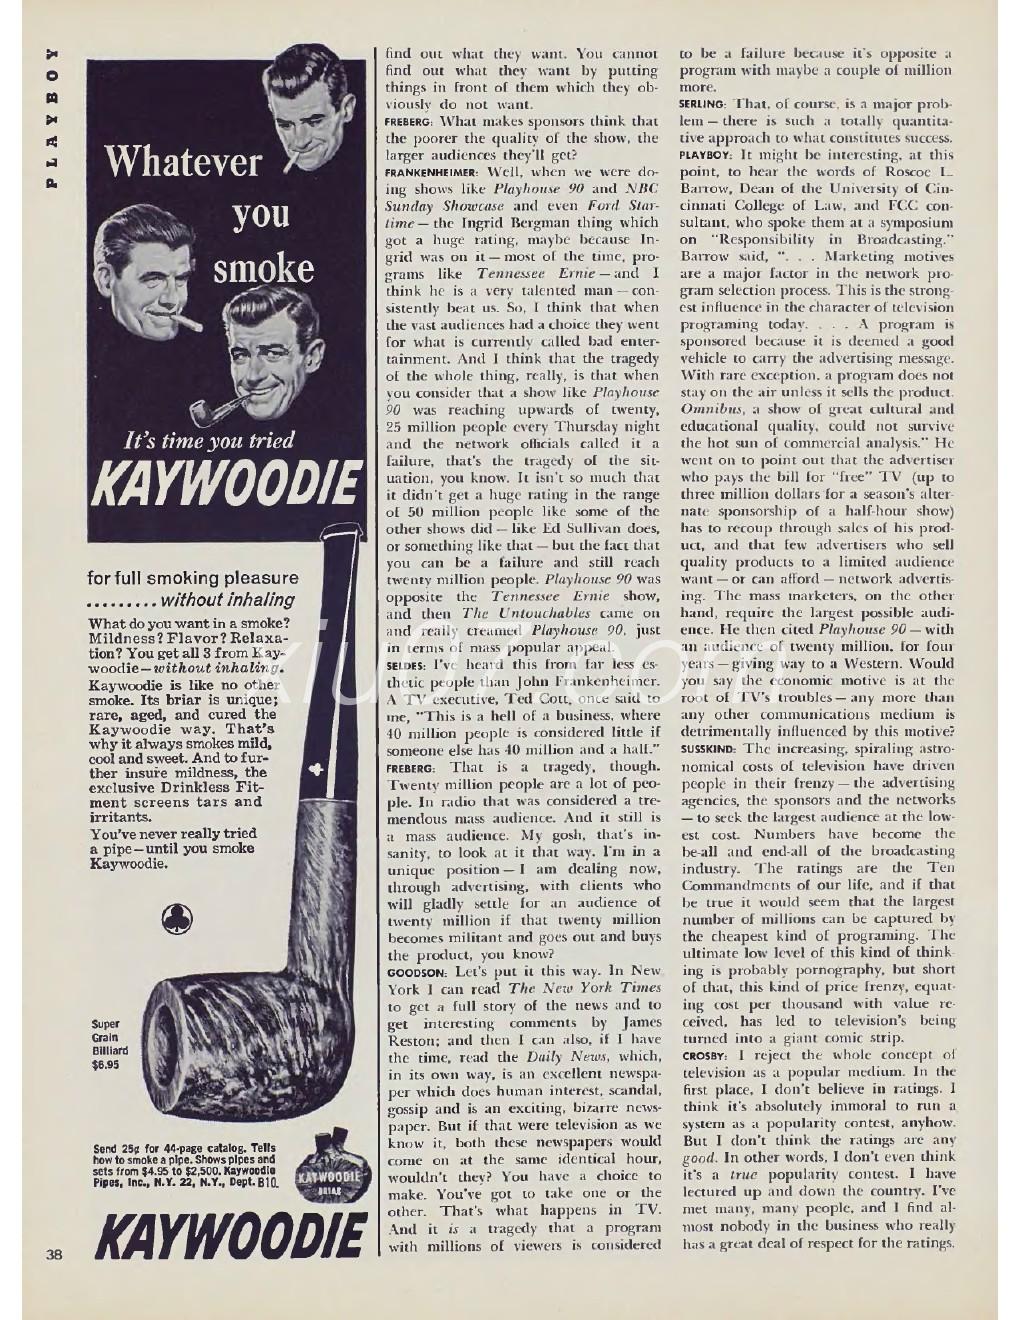 PLAYBOY
Whatever
you
smoke
It's time you tried
KAYWOODIE
for full smoking pleasure
......... without inhaling
What do you want in a smoke?
Mildness? Flavor? Relaxa-
tion? You get all 3 from Kay-
woodie—without inhaling.
Kaywoodie is like no other
smoke. Its briar is unique;
rare, aged, and cured the
Kaywoodie way. That's
why it always smokes mild,
cool and sweet. And to fur-
ther insure mildness, the
exclusive Drinkless Fit-
ment screens tars and
irritants.
You've never really tried
a pipe—until you smoke
Kaywoodie.
Super
Grain
Billiard
$6.95
Send 25¢ for 44-page catalog. Tells
how to smoke a pipe. Shows pipes and
sets from $4.95 to $2,500. Kaywoodie
Pipes, Inc., N.Y. 22, N.Y., Dept. B10.
KAYWOODIE
BRIAR
KAYWOODIE
38
find out what they want. You cannot
find out what they want by putting
things in front of them which they ob-
viously do not want.
FREBERG: What makes sponsors think that
the poorer the quality of the show, the
larger audiences they'll get?
FRANKENHEIMER: Well, when we were do-
ing shows like Playhouse 90 and NBC
Sunday Showcase and even Ford Star-
time — the Ingrid Bergman thing which
got a huge rating, maybe because In-
grid was on it — most of the time, pro-
grams like Tennessee Ernie — and I
think he is a very talented man — con-
sistently beat us. So, I think that when
the vast audiences had a choice they went
for what is currently called bad enter-
tainment. And I think that the tragedy
of the whole thing, really, is that when
you consider that a show like Playhouse
90 was reaching upwards of twenty,
25 million people every Thursday night
and the network officials called it a
failure, that's the tragedy of the sit-
uation, you know. It isn't so much that
it didn't get a huge rating in the range
of 50 million people like some of the
other shows did — like Ed Sullivan does,
or something like that — but the fact that
you can be a failure and still reach
twenty million people. Playhouse 90 was
opposite the Tennessee Ernie show,
and then The Untouchables came on
and really creamed Playhouse 90, just
in terms of mass popular appeal.
SELDES: I've heard this from far less es-
thetic people than John Frankenheimer.
A TV executive, Ted Cott, once said to
me, "This is a hell of a business, where
40 million people is considered little if
someone else has 40 million and a half."
FREBERG: That is a tragedy, though.
Twenty million people are a lot of peo-
ple. In radio that was considered a tre-
mendous mass audience. And it still is
a mass audience. My gosh, that's in-
sanity, to look at it that way. I'm in a
unique position — I am dealing now,
through advertising, with clients who
will gladly settle for an audience of
twenty million if that twenty million
becomes militant and goes out and buys
the product, you know?
GOODSON: Let's put it this way. In New
York I can read The New York Times
to get a full story of the news and to
get interesting comments by James
Reston; and then I can also, if I have
the time, read the Daily News, which,
in its own way, is an excellent newspa-
per which does human interest, scandal,
gossip and is an exciting, bizarre news-
paper. But if that were television as we
know it, both these newspapers would
come on at the same identical hour,
wouldn't they? You have a choice to
make. You've got to take one or the
other. That's what happens in TV.
And it is a tragedy that a program
with millions of viewers is considered
to be a failure because it's opposite a
program with maybe a couple of million
more.
SERLING: That, of course, is a major prob-
lem — there is such a totally quantita-
tive approach to what constitutes success.
PLAYBOY: It might be interesting, at this
point, to hear the words of Roscoe L.
Barrow, Dean of the University of Cin-
cinnati College of Law, and FCC con-
sultant, who spoke them at a symposium
on "Responsibility in Broadcasting."
Barrow said, ". . . Marketing motives
are a major factor in the network pro-
gram selection process. This is the strong-
est influence in the character of television
programing today. . . . A program is
sponsored because it is deemed a good
vehicle to carry the advertising message.
With rare exception, a program does not
stay on the air unless it sells the product.
Omnibus, a show of great cultural and
educational quality, could not survive
the hot sun of commercial analysis." He
went on to point out that the advertiser
who pays the bill for "free" TV (up to
three million dollars for a season's alter-
nate sponsorship of a half-hour show)
has to recoup through sales of his prod-
uct, and that few advertisers who sell
quality products to a limited audience
want — or can afford — network advertis-
ing. The mass marketers, on the other
hand, require the largest possible audi-
ence. He then cited Playhouse 90 — with
an audience of twenty million, for four
years — giving way to a Western. Would
you say the economic motive is at the
root of TV's troubles — any more than
any other communications medium is
detrimentally influenced by this motive?
SUSSKIND: The increasing, spiraling astro-
nomical costs of television have driven
people in their frenzy — the advertising
agencies, the sponsors and the networks
— to seek the largest audience at the low-
est cost. Numbers have become the
be-all and end-all of the broadcasting
industry. The ratings are the Ten
Commandments of our life, and if that
be true it would seem that the largest
number of millions can be captured by
the cheapest kind of programing. The
ultimate low level of this kind of think-
ing is probably pornography, but short
of that, this kind of price frenzy, equat-
ing cost per thousand with value re-
ceived, has led to television's being
turned into a giant comic strip.
CROSBY: I reject the whole concept of
television as a popular medium. In the
first place, I don't believe in ratings. I
think it's absolutely immoral to run a
system as a popularity contest, anyhow.
But I don't think the ratings are any
good. In other words, I don't even think
it's a true popularity contest. I have
lectured up and down the country. I've
met many, many people, and I find al-
most nobody in the business who really
has a great deal of respect for the ratings.